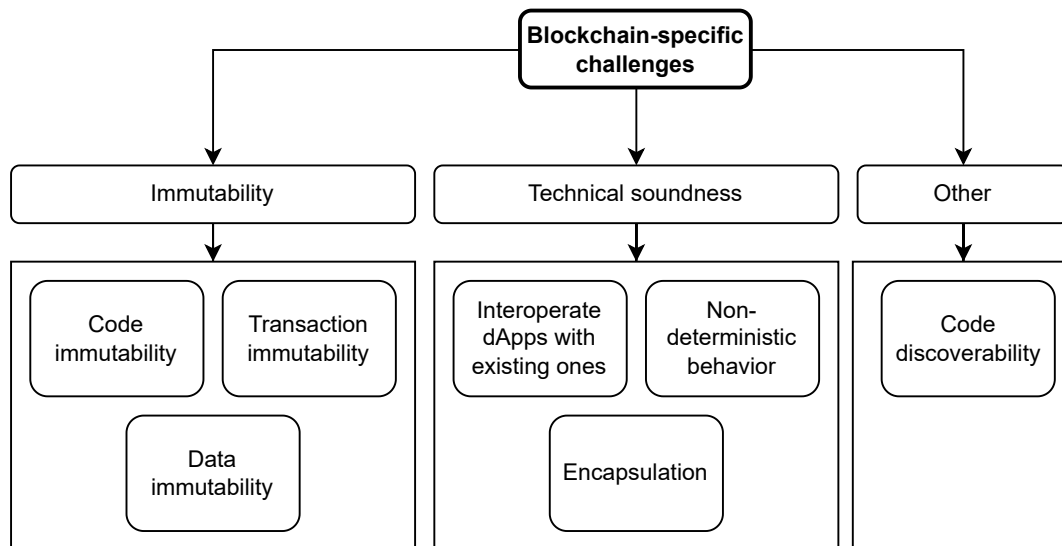 Blockchain-specific
challenges
Immutability
Technical soundness
Other
Code
immutability
Transaction
immutability
Data
immutability
Interoperate
dApps with
existing ones
Non-
deterministic
behavior
Encapsulation
Code
discoverability